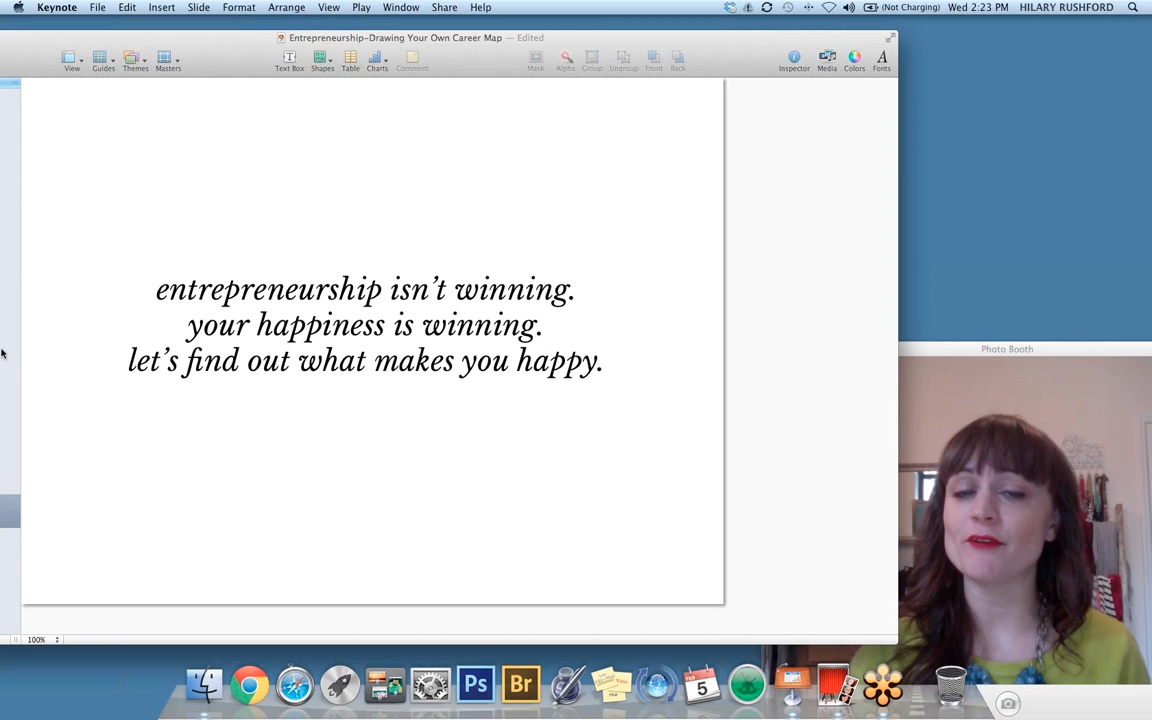 Keynote File Edit Insert Slide Format Arrange View Play Window Share Help (Not Charging) Wed 2:23 PM HILARY RUSHFORD
Entrepreneurship-Drawing Your Own Career Map — Edited
View Guides Themes Masters Text Box Shapes Table Charts Comment Mask Alpha Group Ungroup Front Back Inspector Media Colors Fonts
entrepreneurship isn’t winning.
your happiness is winning.
let’s find out what makes you happy.
Photo Booth
100%
Ps Br FEB 5